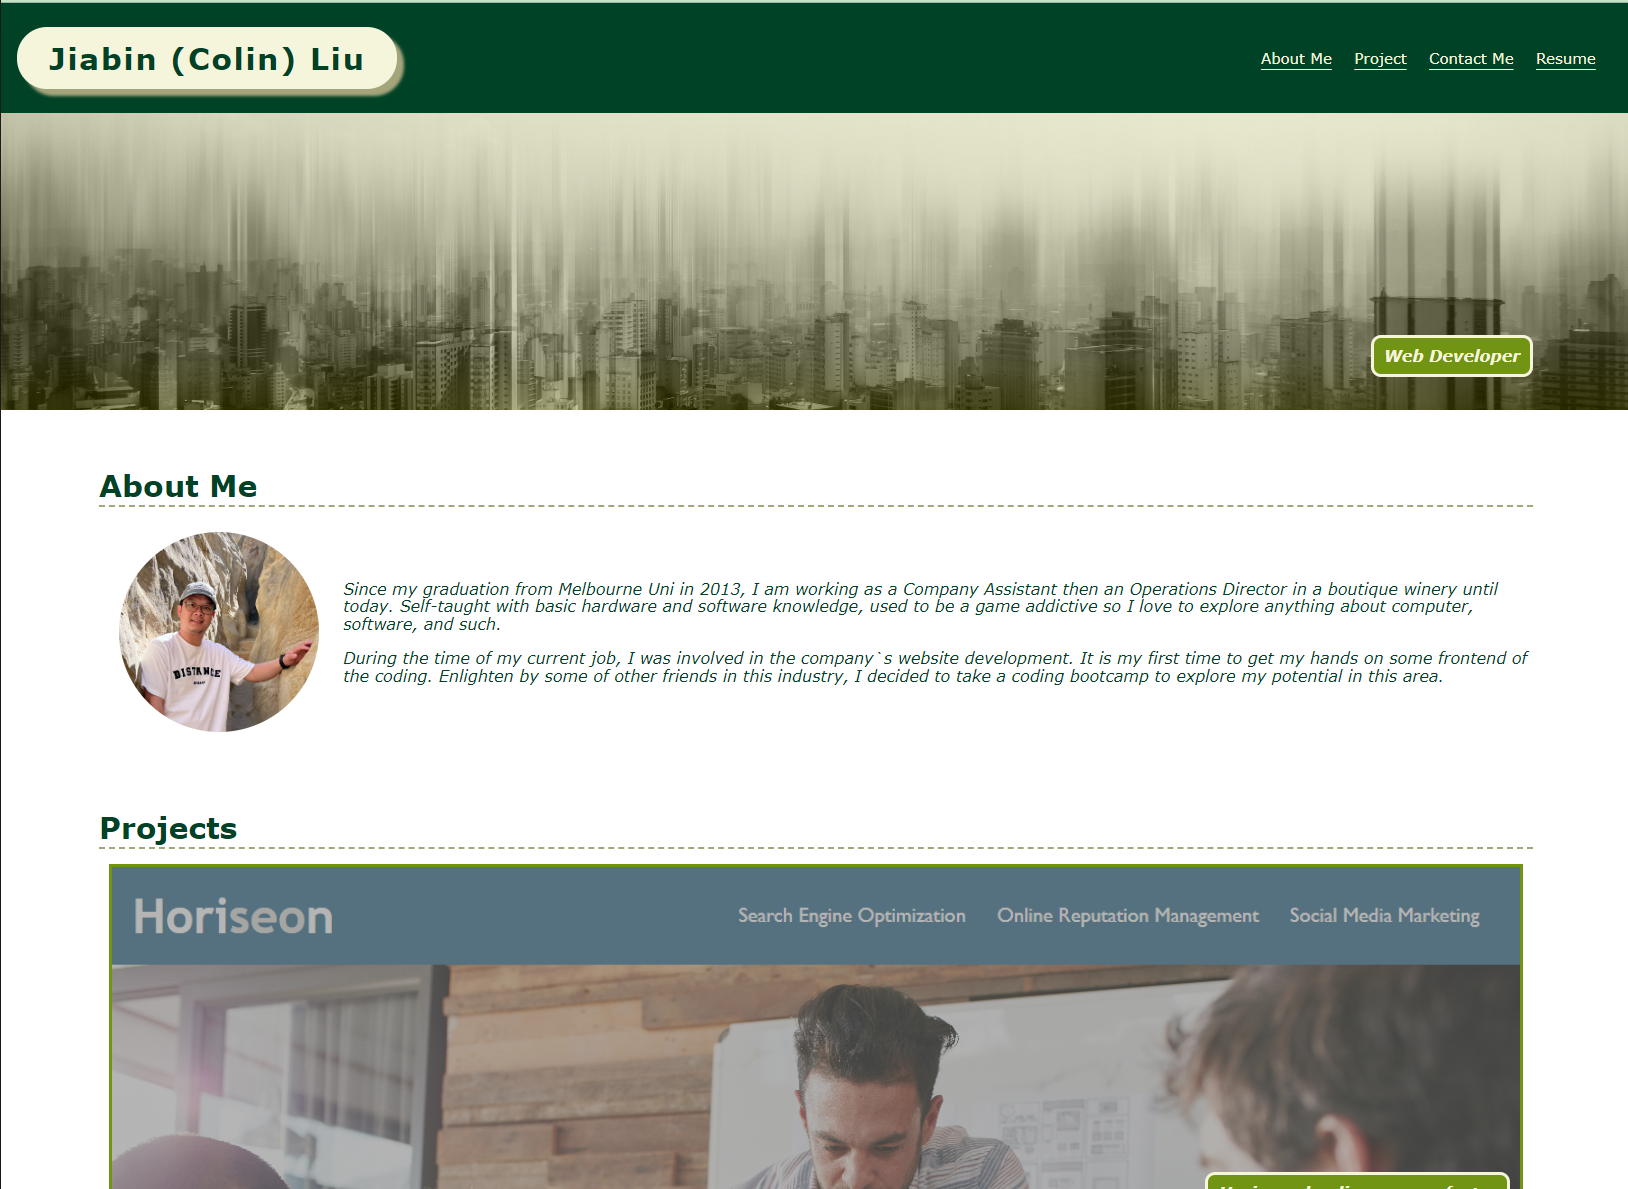 Jiabin (Colin) Liu
About Me Project Contact Me Resume
Web Developer
About Me
DISTANCE
Since my graduation from Melbourne Uni in 2013, I am working as a Company Assistant then an Operations Director in a boutique winery until
today. Self-taught with basic hardware and software knowledge, used to be a game addictive so I love to explore anything about computer,
software, and such.
During the time of my current job, I was involved in the company`s website development. It is my first time to get my hands on some frontend of
the coding. Enlighten by some of other friends in this industry, I decided to take a coding bootcamp to explore my potential in this area.
Projects
Horiseon
Search Engine Optimization Online Reputation Management Social Media Marketing